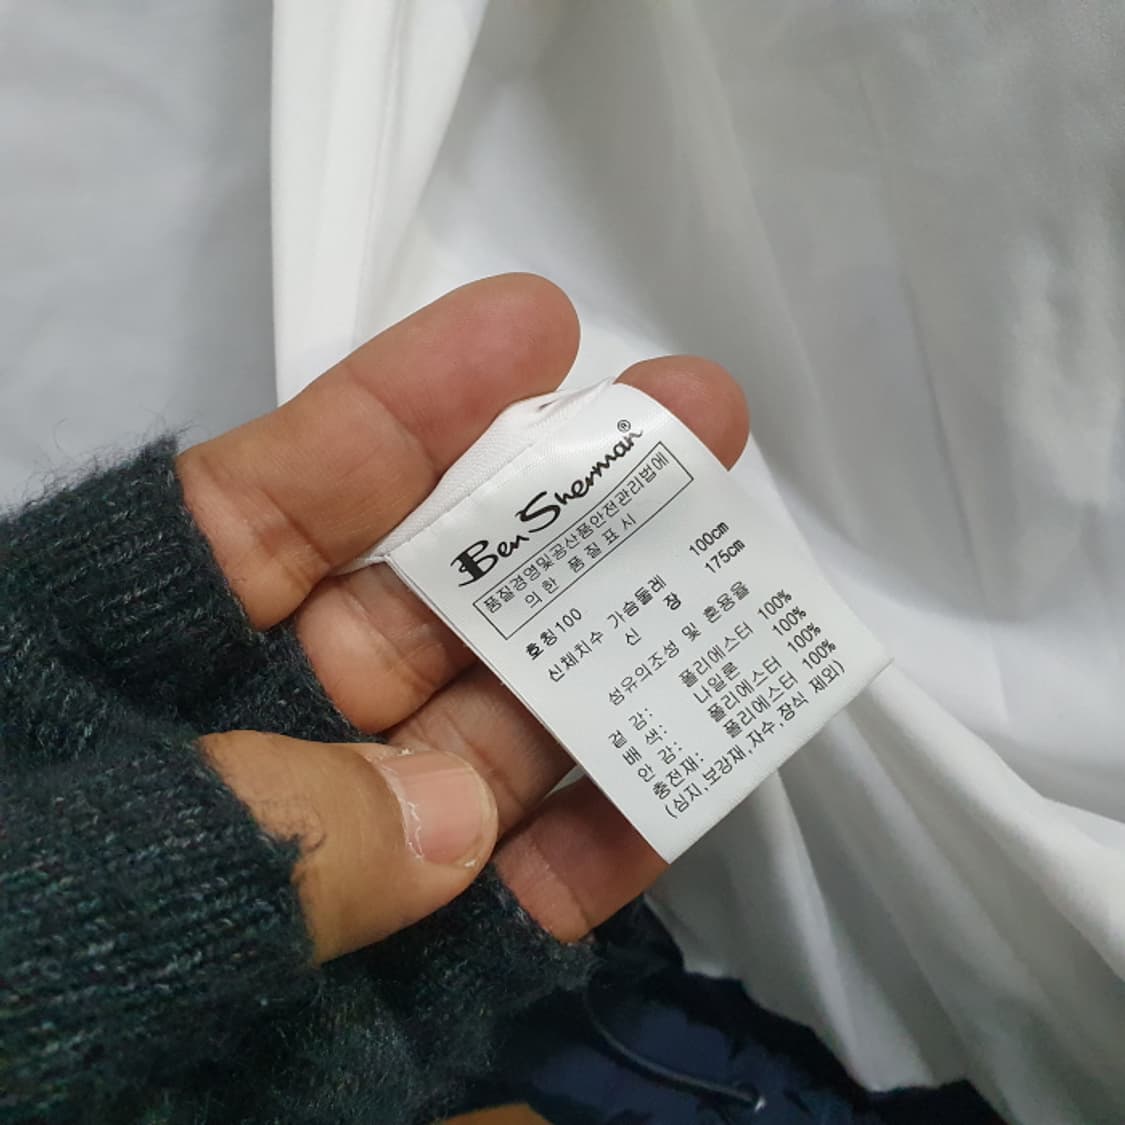 Ben Sherman®
품질경영및공산품안전관리법에
의한 품질표시
호칭100
신체치수 가슴둘레 100cm
신 장 175cm
섬유의조성 및 혼용율
겉 감: 폴리에스터 100%
배 색: 나일론 100%
안 감: 폴리에스터 100%
충전재: 폴리에스터 100%
(심지,보강재,자수,장식 제외)